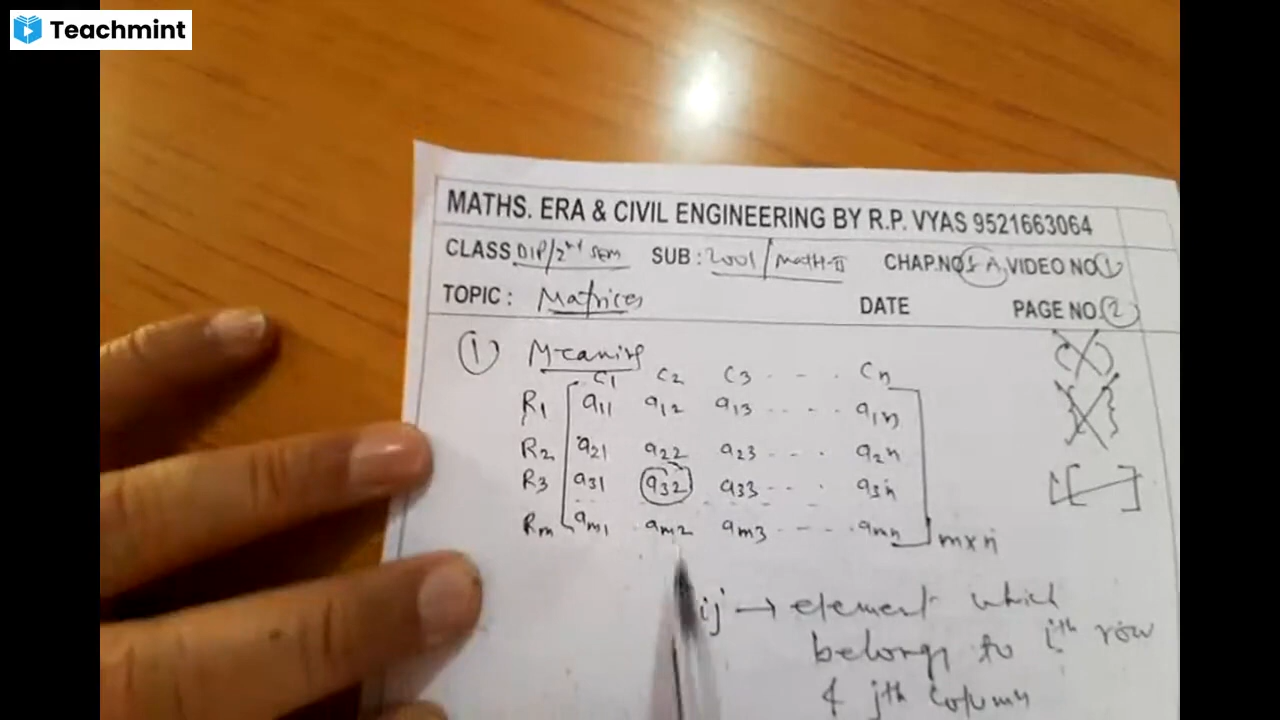 Teachmint
MATHS. ERA & CIVIL ENGINEERING BY R.P. VYAS 9521663064
CLASS DIP/2nd SEM SUB : 2001/Math-II CHAP.NO 1-A, VIDEO NO 1
TOPIC : Matrices DATE PAGE NO. 2
1 Meaning
C1 C2 C3 - - . Cn
R1 a11 a12 a13 - - . . a1n
R2 a21 a22 a23 - - . a2n
R3 a31 a32 a33 - - . a3n
Rm am1 am2 am3 - - - . amn m×n
ij → element which
belongs to ith row
& jth column